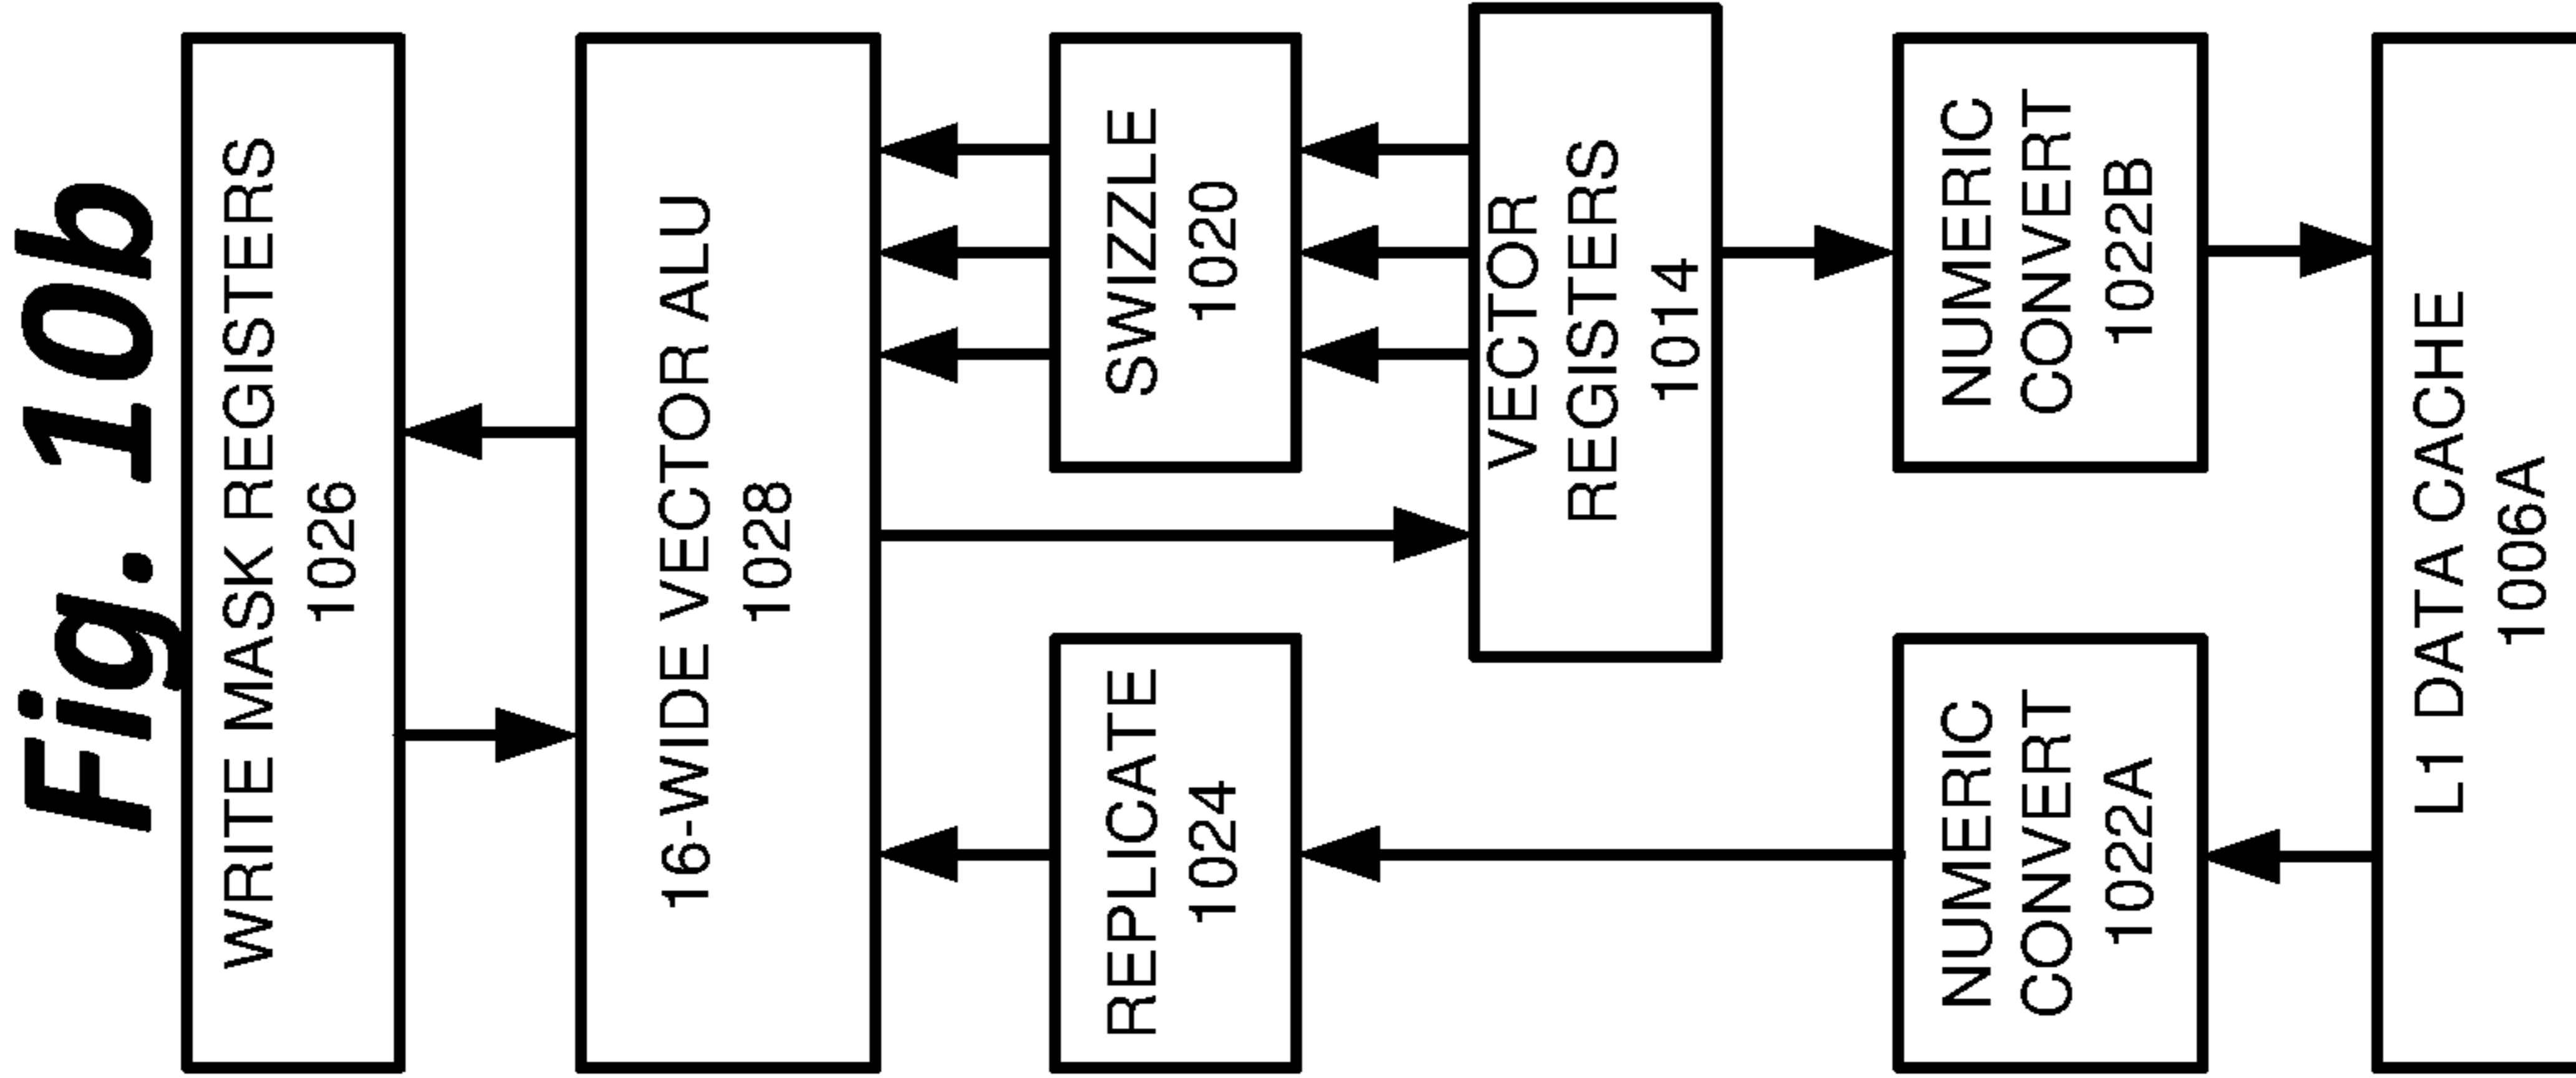 Fig. 10b
WRITE MASK REGISTERS
1026
16-WIDE VECTOR ALU
1028
REPLICATE
1024
SWIZZLE
1020
VECTOR
REGISTERS
1014
NUMERIC
CONVERT
1022A
NUMERIC
CONVERT
1022B
L1 DATA CACHE
1006A